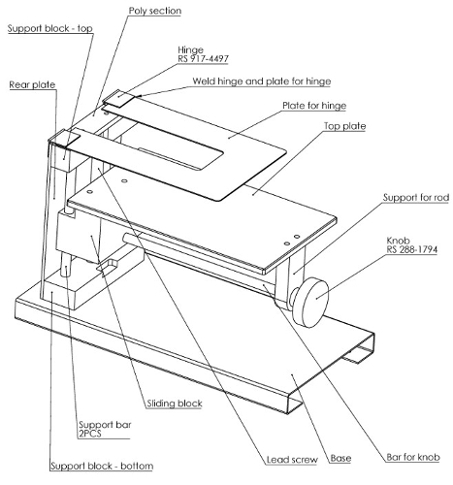 Poly section
Support block - top
Hinge
RS 917-4497
Weld hinge and plate for hinge
Rear plate
Plate for hinge
Top plate
Support for rod
Knob
RS 288-1794
Sliding block
Support bar
2PCS
Support block - bottom
Lead screw
Base
Bar for knob